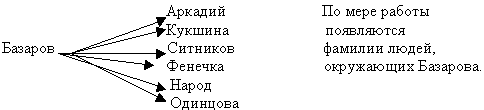 Аркадий По мере работы
Кукшина появляются
Базаров Ситников фамилии людей,
Фенечка окружающих Базарова.
Народ
Одинцова